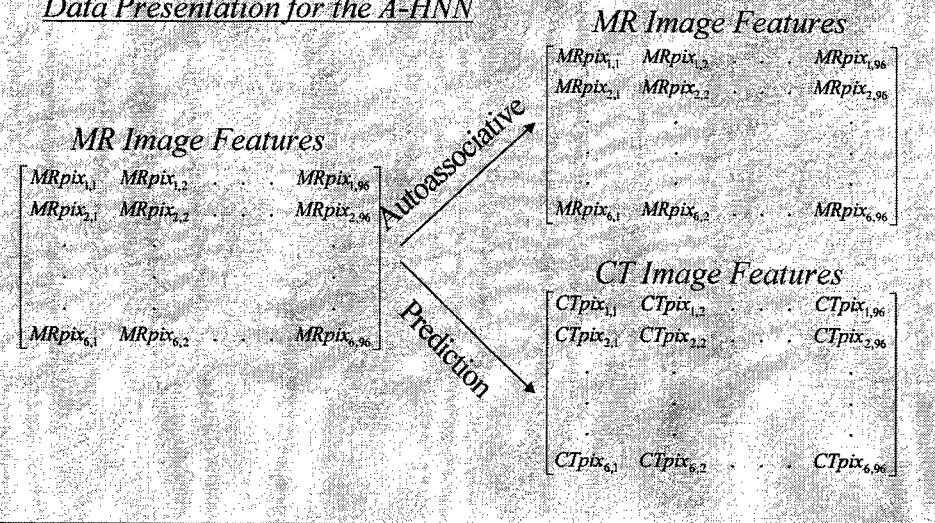 Data Presentation for the A-HNN
MR Image Features
MRpix1,1 MRpix1,2 . . . MRpix1,96
MRpix2,1 MRpix2,2 . . . MRpix2,96
. . .
. . .
. . .
MRpix6,1 MRpix6,2 . . . MRpix6,96
Autoassociative
Prediction
MR Image Features
MRpix1,1 MRpix1,2 . . . MRpix1,96
MRpix2,1 MRpix2,2 . . . MRpix2,96
. . .
. . .
. . .
MRpix6,1 MRpix6,2 . . . MRpix6,96
CT Image Features
CTpix1,1 CTpix1,2 . . . CTpix1,96
CTpix2,1 CTpix2,2 . . . CTpix2,96
. . .
. . .
. . .
CTpix6,1 CTpix6,2 . . . CTpix6,96